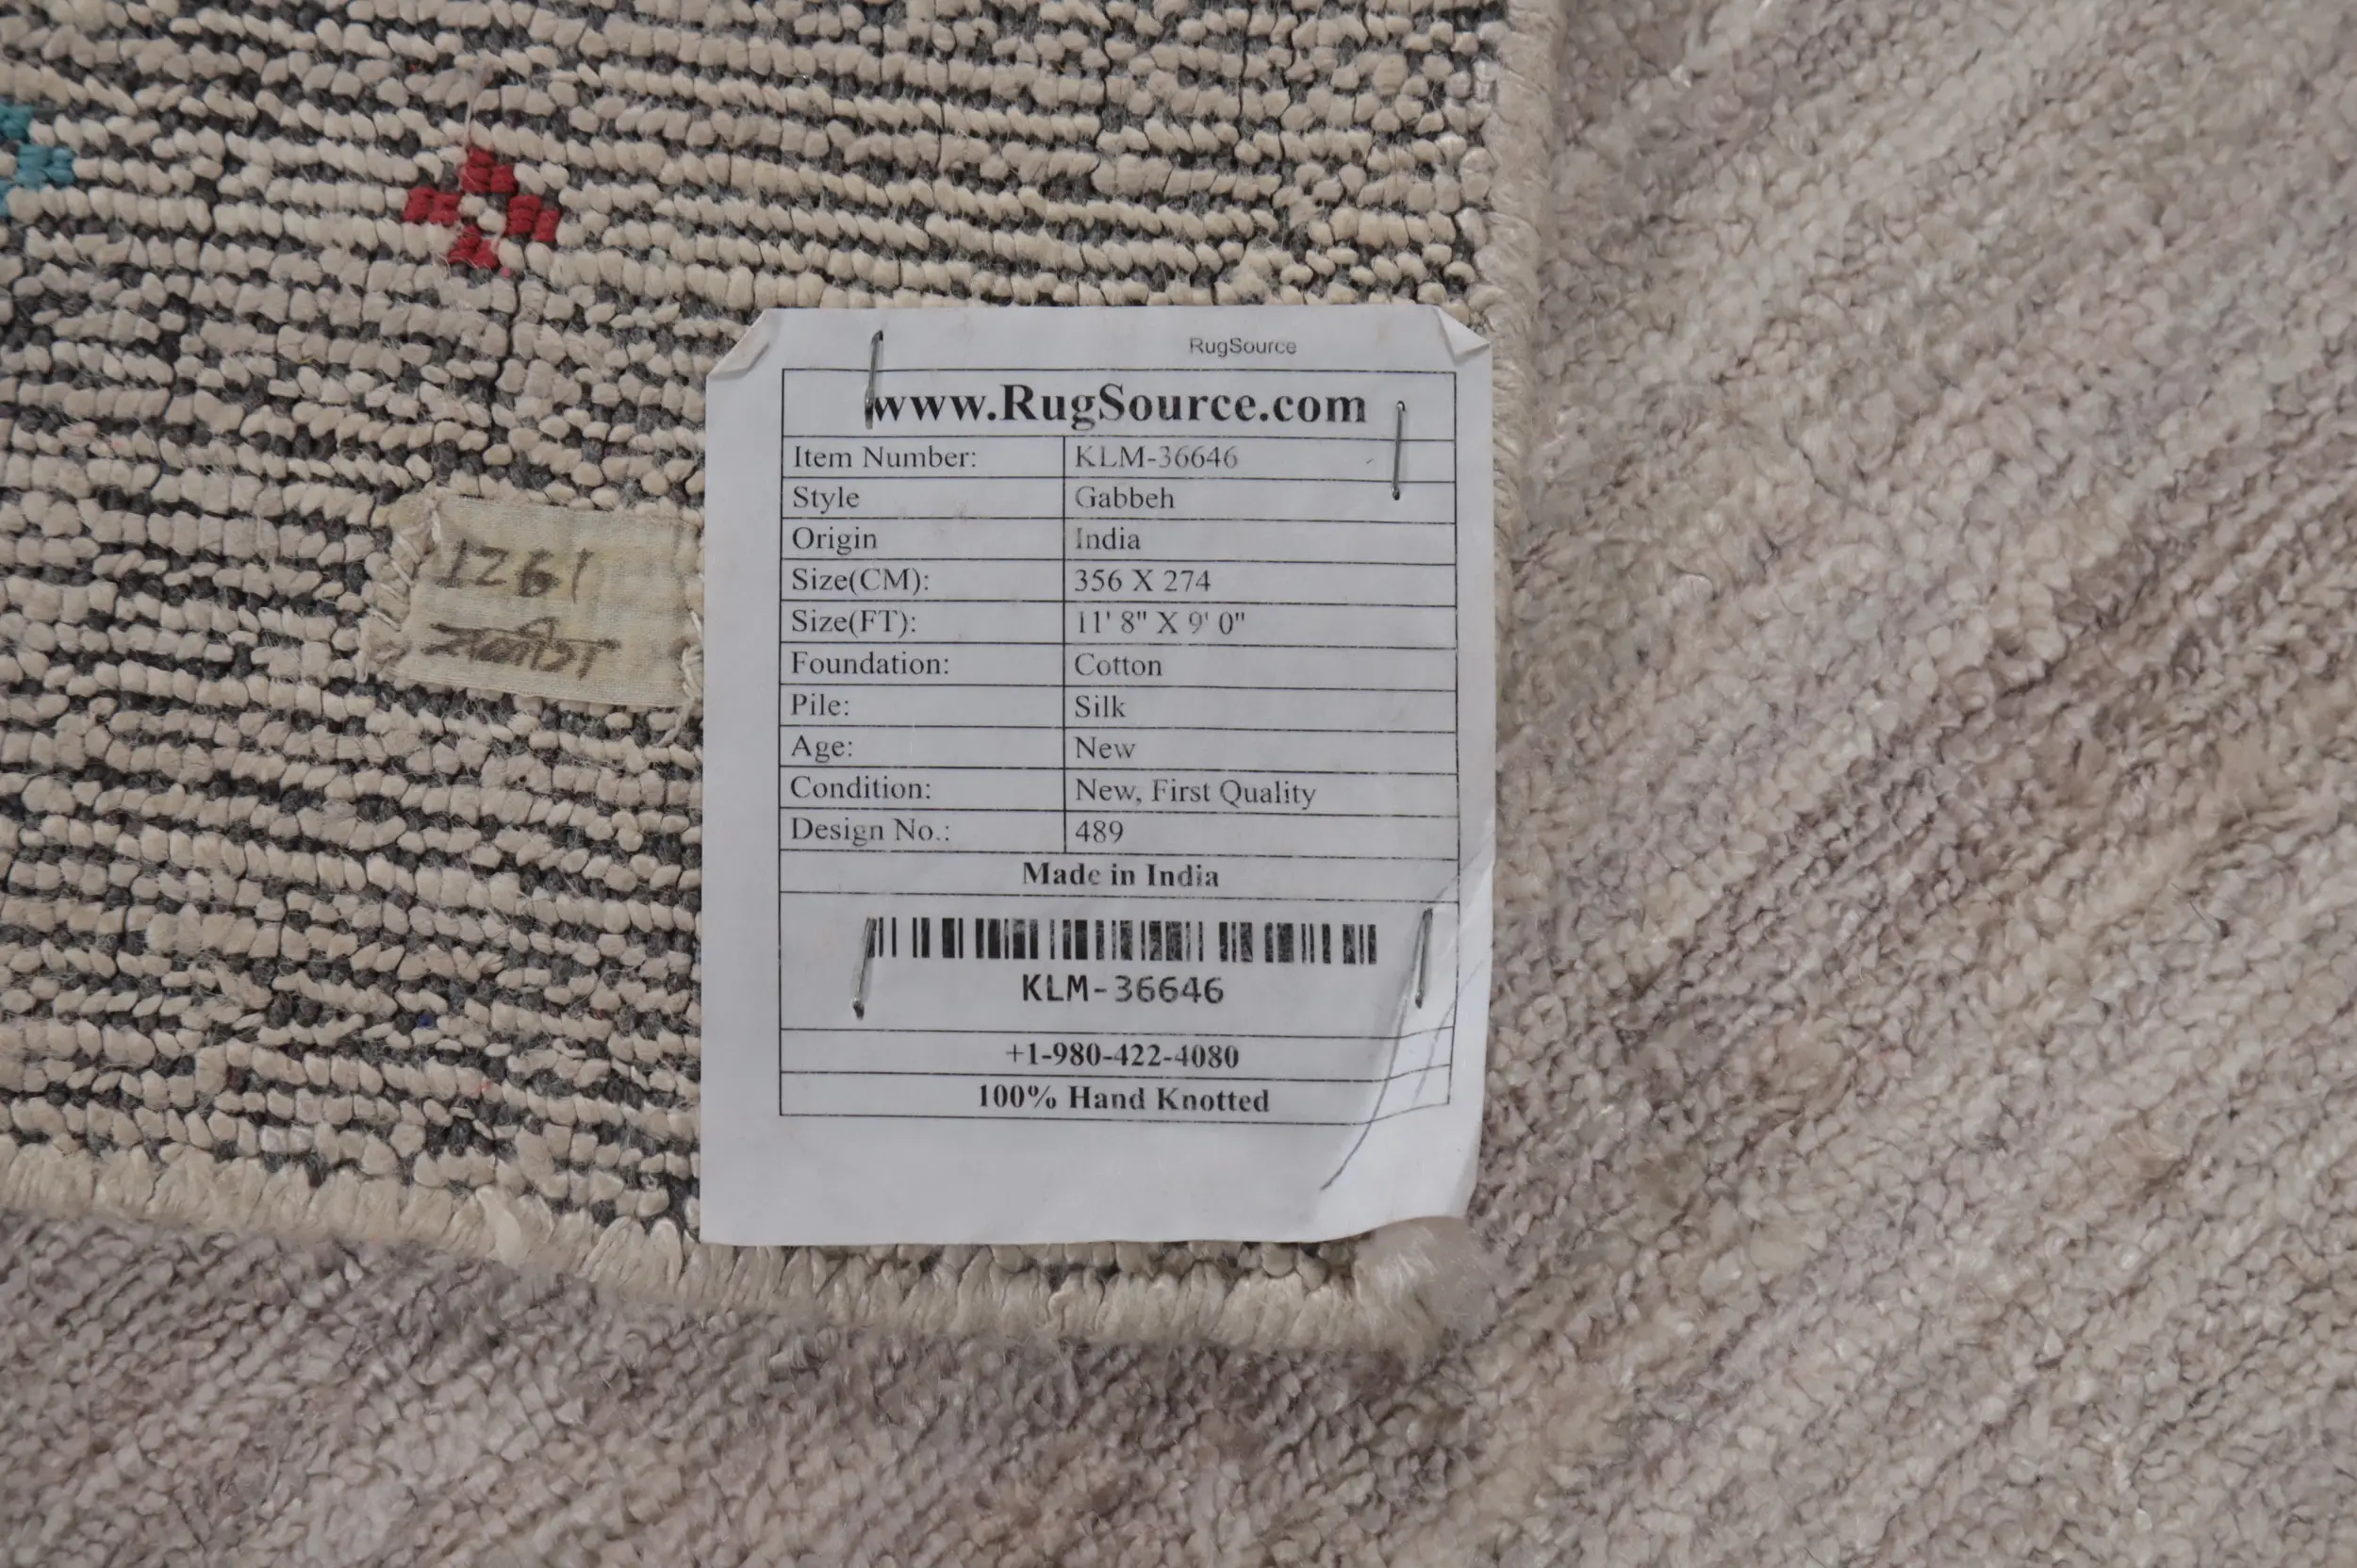 RugSource
www.RugSource.com
Item Number: KLM-36646
Style Gabbeh
Origin India
Size(CM): 356 X 274
Size(FT): 11' 8" X 9' 0"
Foundation: Cotton
Pile: Silk
Age: New
Condition: New, First Quality
Design No.: 489
Made in India
KLM-36646
+1-980-422-4080
100% Hand Knotted
1261